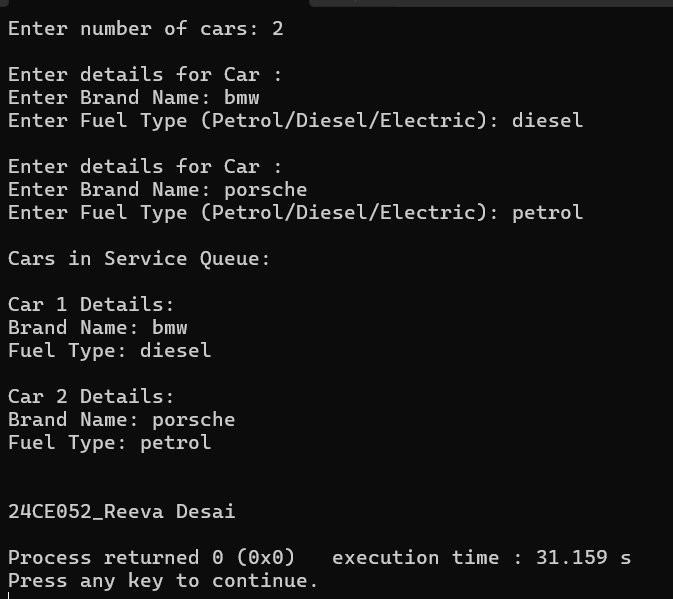 Enter number of cars: 2
Enter details for Car :
Enter Brand Name: bmw
Enter Fuel Type (Petrol/Diesel/Electric): diesel
Enter details for Car :
Enter Brand Name: porsche
Enter Fuel Type (Petrol/Diesel/Electric): petrol
Cars in Service Queue:
Car 1 Details:
Brand Name: bmw
Fuel Type: diesel
Car 2 Details:
Brand Name: porsche
Fuel Type: petrol
24CE052_Reeva Desai
Process returned 0 (0x0)   execution time : 31.159 s
Press any key to continue.